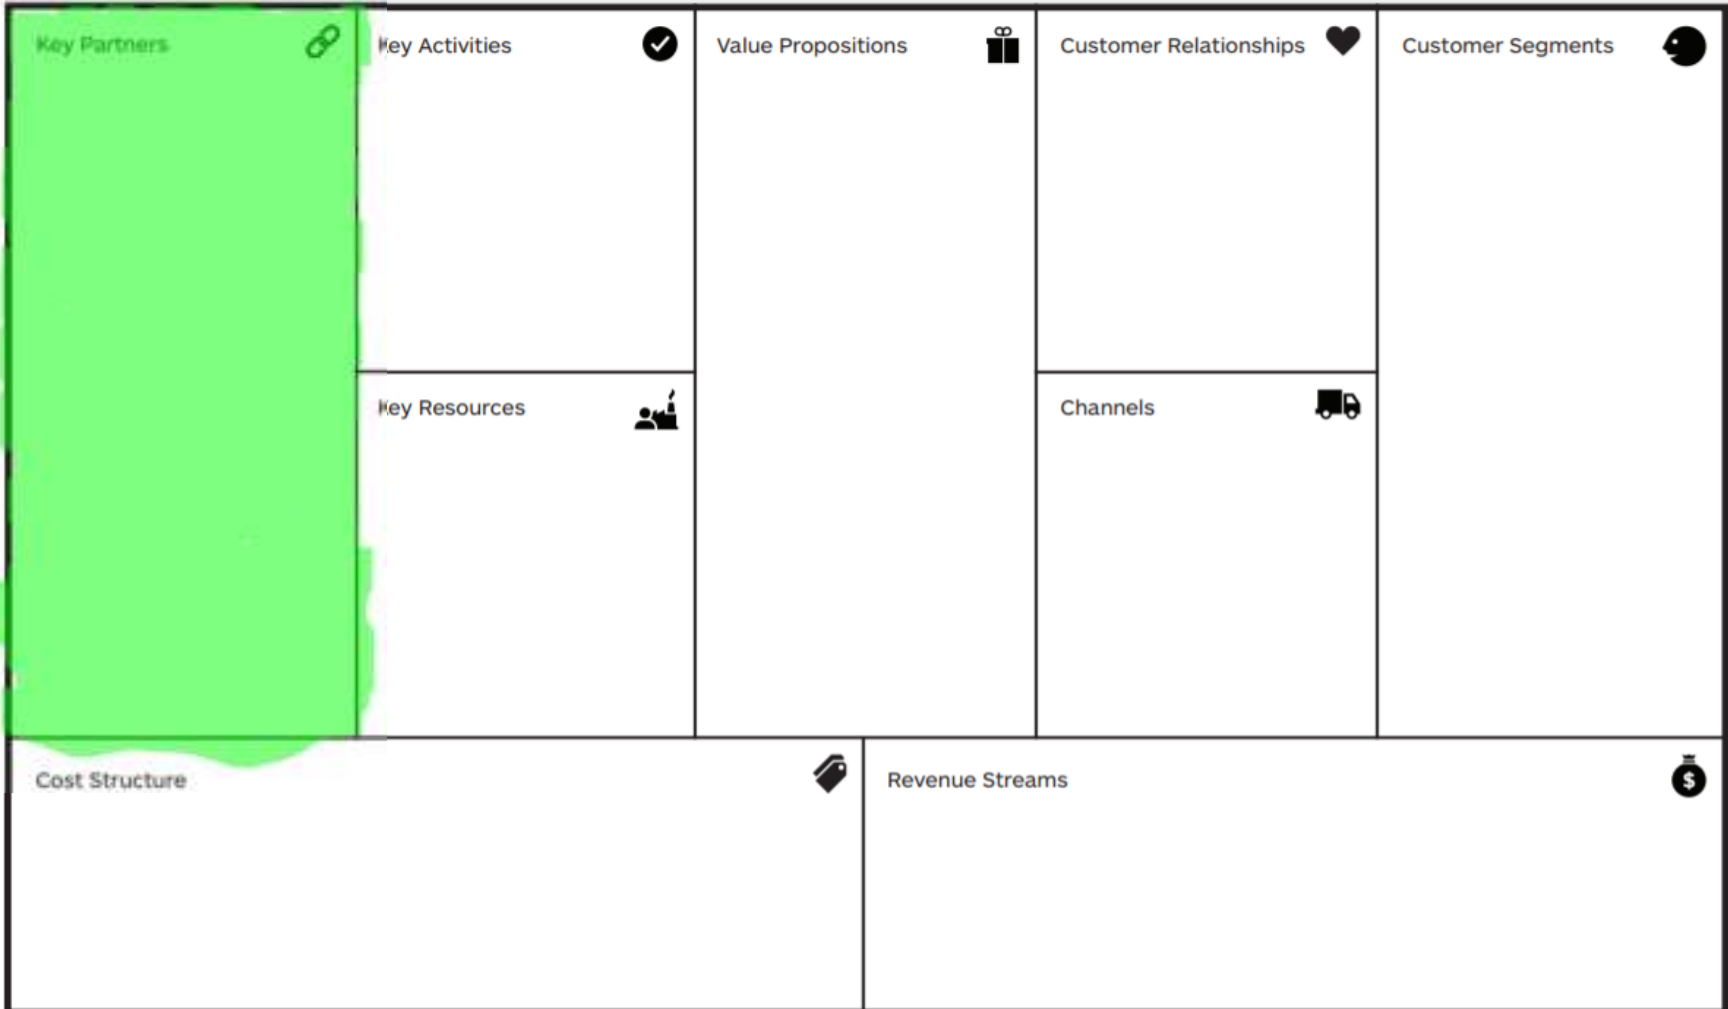 Key Partners
Key Activities
Value Propositions
Customer Relationships
Customer Segments
Key Resources
Channels
Cost Structure
Revenue Streams
$